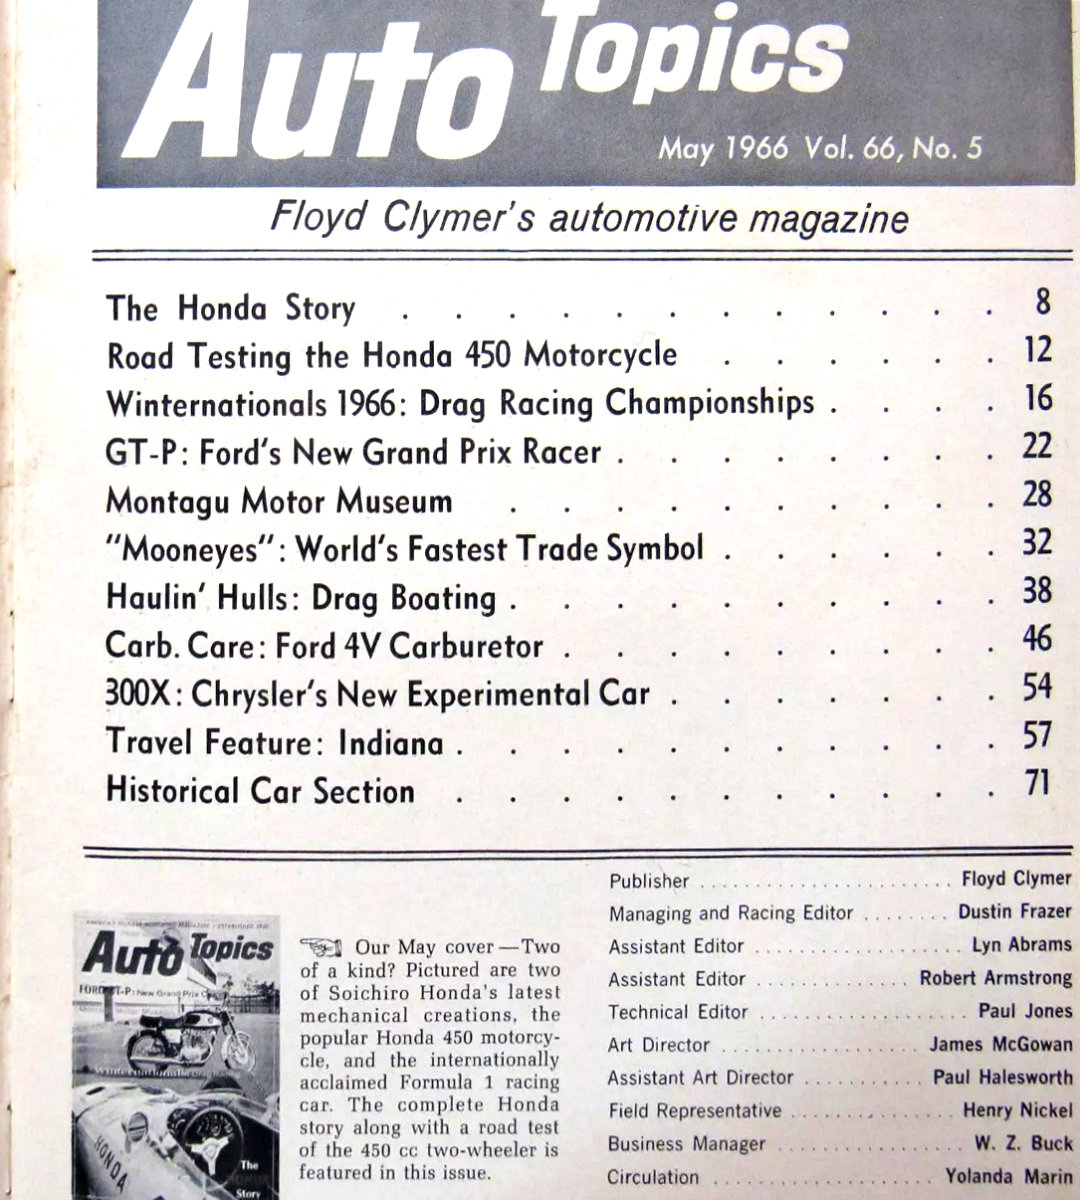 Auto Topics
May 1966 Vol. 66, No. 5
Floyd Clymer's automotive magazine
The Honda Story . . . . . . . . . . . . 8
Road Testing the Honda 450 Motorcycle . . . . . . 12
Winternationals 1966: Drag Racing Championships . . . . 16
GT-P: Ford's New Grand Prix Racer . . . . . . . . 22
Montagu Motor Museum . . . . . . . . . . 28
"Mooneyes": World's Fastest Trade Symbol . . . . . . 32
Haulin' Hulls: Drag Boating . . . . . . . . . . 38
Carb. Care: Ford 4V Carburetor . . . . . . . . . 46
300X: Chrysler's New Experimental Car . . . . . . . 54
Travel Feature: Indiana . . . . . . . . . . . 57
Historical Car Section . . . . . . . . . . . 71
Publisher . . . . . . . . . . Floyd Clymer
Managing and Racing Editor . . . . . . . . Dustin Frazer
Assistant Editor . . . . . . . . . . Lyn Abrams
Assistant Editor . . . . . . . . . . Robert Armstrong
Technical Editor . . . . . . . . . . Paul Jones
Art Director . . . . . . . . . . James McGowan
Assistant Art Director . . . . . . . . . . Paul Halesworth
Field Representative . . . . . . . . . . Henry Nickel
Business Manager . . . . . . . . . . W. Z. Buck
Circulation . . . . . . . . . . Yolanda Marin
Our May cover—Two
of a kind? Pictured are two
of Soichiro Honda's latest
mechanical creations, the
popular Honda 450 motorcy-
cle, and the internationally
acclaimed Formula 1 racing
car. The complete Honda
story along with a road test
of the 450 cc two-wheeler is
featured in this issue.
Auto Topics
GT-P: New Grand Prix
Winternationals
HONDA
The
Story